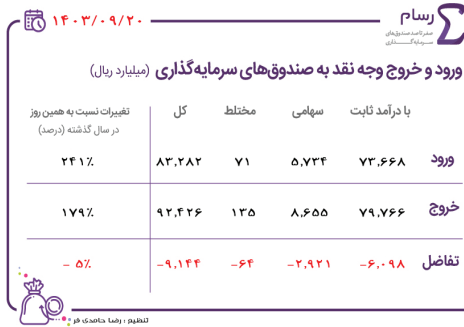 رسام
صفر تا صد صندوق‌های
سرمایه‌گذاری
۱۴۰۳/۰۹/۲۰
ورود و خروج وجه نقد به صندوق‌های سرمایه‌گذاری (میلیارد ریال)
با درآمد ثابت سهامی مختلط کل تغییرات نسبت به همین روز
در سال گذشته (درصد)
ورود ۷۳,۶۶۸ ۵,۷۳۴ ۷۱ ۸۳,۲۸۲ ۲۴۱٪
خروج ۷۹,۷۶۶ ۸,۶۵۵ ۱۳۵ ۹۲,۴۲۶ ۱۷۹٪
تفاضل ۶,۰۹۸- ۲,۹۲۱- ۶۴- ۹,۱۴۴- ۵٪ -
تنظیم : رضا حامدی فر